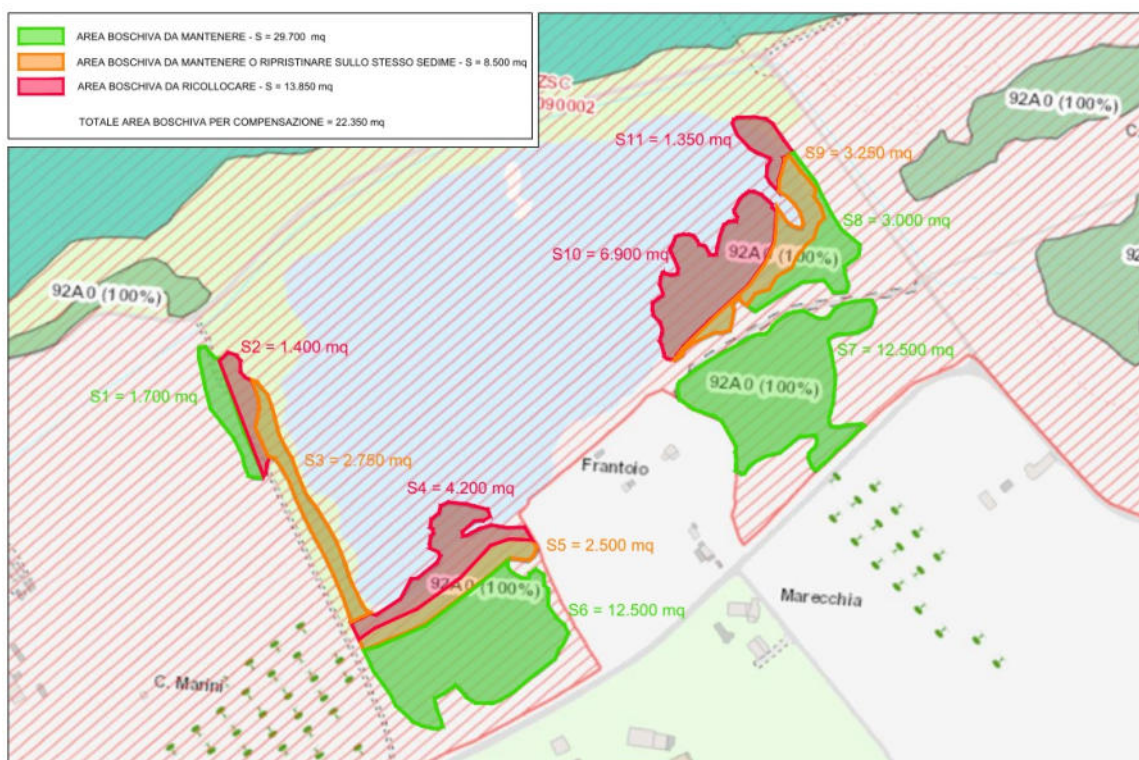 AREA BOSCHIVA DA MANTENERE - S = 29.700 mq
AREA BOSCHIVA DA MANTENERE O RIPRISTINARE SULLO STESSO SEDIME - S = 8.500 mq
AREA BOSCHIVA DA RICOLLOCARE - S = 13.850 mq
TOTALE AREA BOSCHIVA PER COMPENSAZIONE = 22.350 mq
ZSC
090002
92A0 (100%)
C.
S11 = 1.350 mq
S9 = 3.250 mq
S8 = 3.000 mq
S10 = 6.900 mq
92A0 (100%)
92A0 (100%)
S2 = 1.400 mq
S7 = 12.500 mq
S1 = 1.700 mq
92A0 (100%)
S3 = 2.750 mq
Frantoio
S4 = 4.200 mq
S5 = 2.500 mq
92A0 (100%)
S6 = 12.500 mq
Marecchia
C. Marini